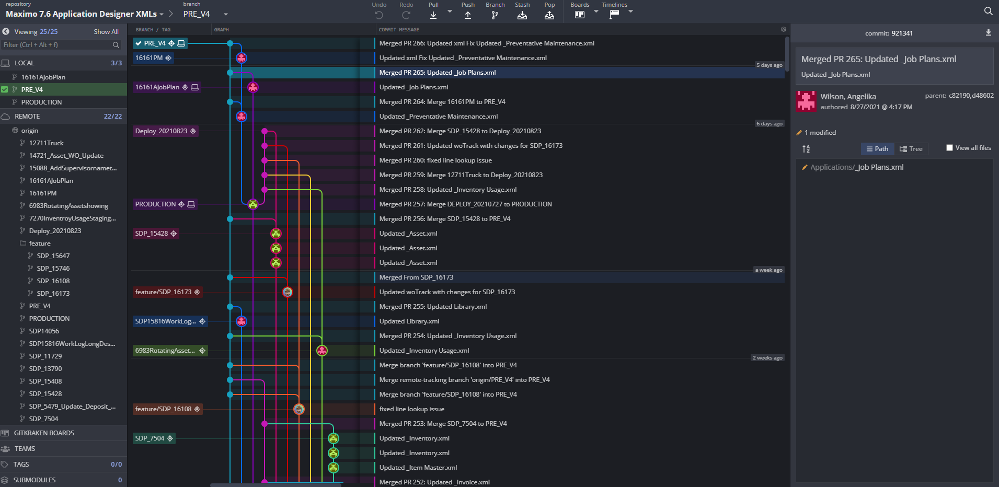 repository
Maximo 7.6 Application Designer XMLs
branch
PRE_V4
Undo
Redo
Pull
Push
Branch
Stash
Pop
Boards
Timelines
Viewing 25/25
Show All
Filter (Ctrl + Alt + f)
LOCAL 3/3
16161AJobPlan
PRE_V4
PRODUCTION
REMOTE 22/22
origin
12711Truck
14721_Asset_WO_Update
15088_AddSupervisornamet...
16161AJobPlan
16161PM
6983RotatingAssetshowing
7270InventroyUsageStaging...
Deploy_20210823
feature
SDP_15647
SDP_15746
SDP_16108
SDP_16173
PRE_V4
PRODUCTION
SDP14056
SDP15816WorkLogLongDes...
SDP_11729
SDP_13790
SDP_15408
SDP_15428
SDP_5479_Update_Deposit_...
SDP_7504
GITKRAKEN BOARDS
TEAMS
TAGS 0/0
SUBMODULES 0
BRANCH / TAG
GRAPH
COMMIT MESSAGE
PRE_V4
Merged PR 266: Updated xml Fix Updated _Preventative Maintenance.xml
16161PM
Updated xml Fix Updated _Preventative Maintenance.xml
5 days ago
Merged PR 265: Updated _Job Plans.xml
16161AJobPlan
Updated _Job Plans.xml
Merged PR 264: Merge 16161PM to PRE_V4
Updated _Preventative Maintenance.xml
6 days ago
Deploy_20210823
Merged PR 262: Merge SDP_15428 to Deploy_20210823
Merged PR 261: Updated woTrack with changes for SDP_16173
Merged PR 260: fixed line lookup issue
Merged PR 259: Merge 12711Truck to Deploy_20210823
Merged PR 258: Updated _Inventory Usage.xml
PRODUCTION
Merged PR 257: Merge DEPLOY_20210727 to PRODUCTION
Merged PR 256: Merge SDP_15428 to PRE_V4
SDP_15428
Updated _Asset.xml
Updated _Asset.xml
Updated _Asset.xml
a week ago
Merged From SDP_16173
feature/SDP_16173
Updated woTrack with changes for SDP_16173
Merged PR 255: Updated Library.xml
SDP15816WorkLog...
Updated Library.xml
Merged PR 254: Updated _Inventory Usage.xml
6983RotatingAsset...
Updated _Inventory Usage.xml
2 weeks ago
Merge branch 'feature/SDP_16108' into PRE_V4
Merge remote-tracking branch 'origin/PRE_V4' into PRE_V4
Merge branch 'feature/SDP_16108' into PRE_V4
feature/SDP_16108
fixed line lookup issue
Merged PR 253: Merge SDP_7504 to PRE_V4
SDP_7504
Updated _Inventory.xml
Updated _Inventory.xml
Updated _Item Master.xml
Merged PR 252: Updated _Invoice.xml
commit: 921341
Merged PR 265: Updated _Job Plans.xml
Updated _Job Plans.xml
Wilson, Angelika
parent: c82190,d48602
authored 8/27/2021 @ 4:17 PM
1 modified
Path
Tree
View all files
Applications/_Job Plans.xml